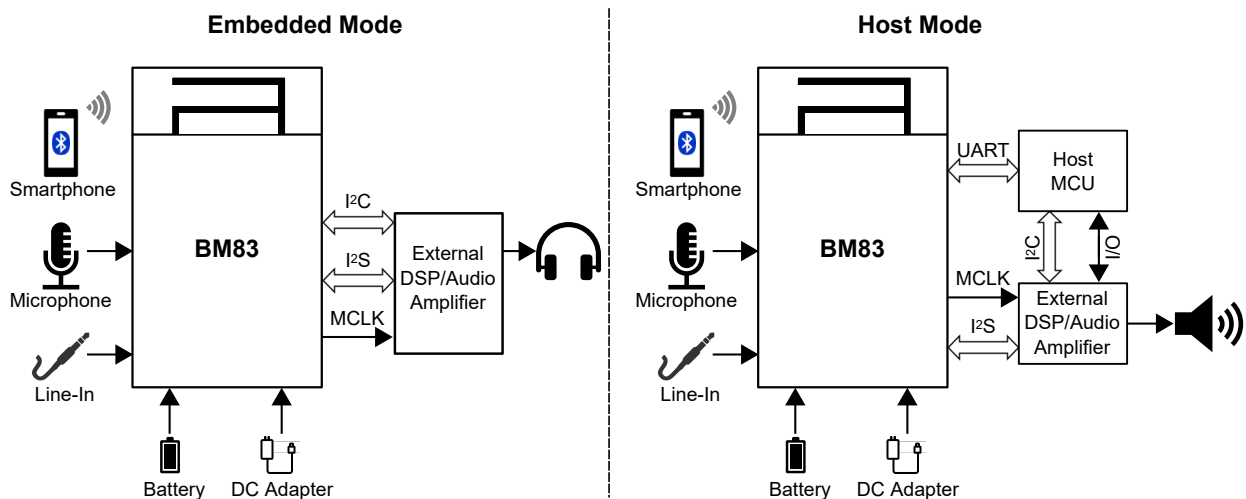 Embedded Mode
Smartphone
Microphone
Line-In
BM83
I²C
I²S
MCLK
External
DSP/Audio
Amplifier
Battery
DC Adapter
Host Mode
Smartphone
Microphone
Line-In
BM83
UART
Host
MCU
I²C
I/O
MCLK
I²S
External
DSP/Audio
Amplifier
Battery
DC Adapter